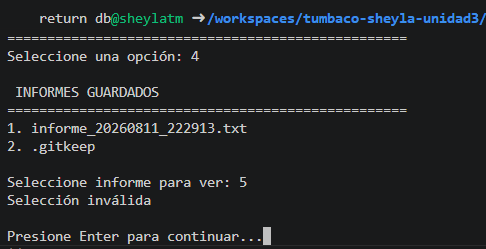 return db@sheylatm ➜/workspaces/tumbaco-sheyla-unidad3/
==================================================
Seleccione una opción: 4
INFORMES GUARDADOS
==================================================
1. informe_20260811_222913.txt
2. .gitkeep
Seleccione informe para ver: 5
Selección inválida
Presione Enter para continuar...